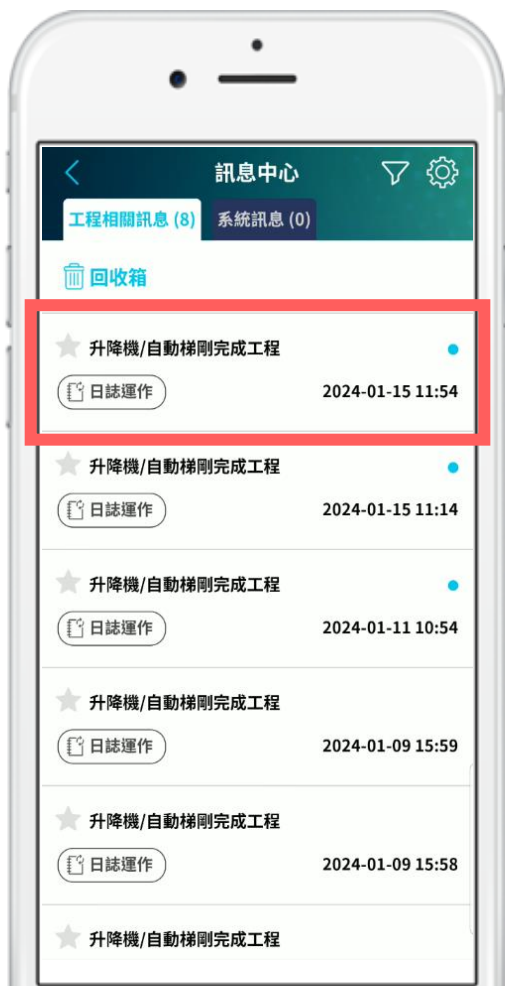 訊息中心
工程相關訊息 (8)
系統訊息 (0)
回收箱
升降機/自動梯剛完成工程
日誌運作
2024-01-15 11:54
升降機/自動梯剛完成工程
日誌運作
2024-01-15 11:14
升降機/自動梯剛完成工程
日誌運作
2024-01-11 10:54
升降機/自動梯剛完成工程
日誌運作
2024-01-09 15:59
升降機/自動梯剛完成工程
日誌運作
2024-01-09 15:58
升降機/自動梯剛完成工程